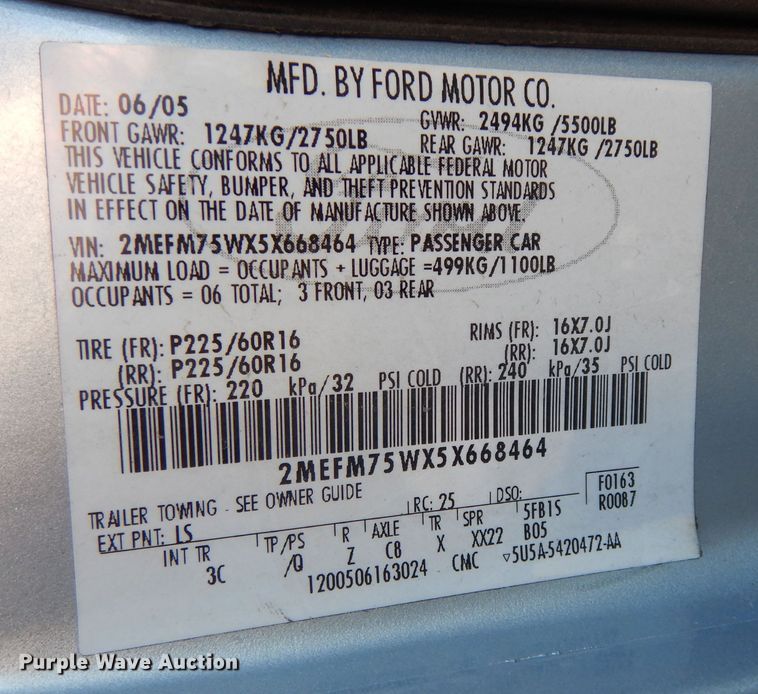 MFD. BY FORD MOTOR CO.
DATE: 06/05 GVWR: 2494KG /5500LB
FRONT GAWR: 1247KG/2750LB REAR GAWR: 1247KG /2750LB
THIS VEHICLE CONFORMS TO ALL APPLICABLE FEDERAL MOTOR
VEHICLE SAFETY, BUMPER, AND THEFT PREVENTION STANDARDS
IN EFFECT ON THE DATE OF MANUFACTURE SHOWN ABOVE.
VIN: 2MEFM75WX5X668464 TYPE: PASSENGER CAR
MAXIMUM LOAD = OCCUPANTS + LUGGAGE =499KG/1100LB
OCCUPANTS = 06 TOTAL; 3 FRONT, 03 REAR
TIRE (FR): P225/60R16 RIMS (FR): 16X7.0J
(RR): P225/60R16 (RR): 16X7.0J
PRESSURE (FR): 220 kPa/32 PSI COLD (RR): 240 kPa/35 PSI COLD
2MEFM75WX5X668464
TRAILER TOWING - SEE OWNER GUIDE
F0163
EXT PNT: LS RC: 25 DSO: R0087
INT TR TP/PS R AXLE TR SPR 5FB1S
3C /Q Z C8 X XX22 B05
1200506163024 CMC ▽5U5A-5420472-AA
Purple Wave Auction